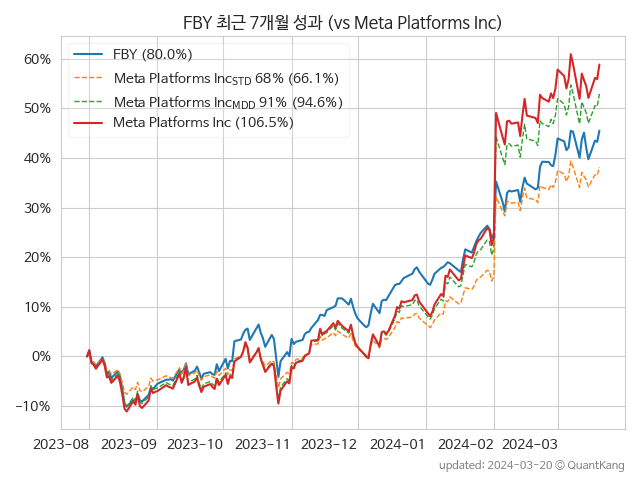 FBY 최근 7개월 성과 (vs Meta Platforms Inc)
FBY (80.0%)
Meta Platforms IncSTD 68% (66.1%)
Meta Platforms IncMDD 91% (94.6%)
Meta Platforms Inc (106.5%)
60%
50%
40%
30%
20%
10%
0%
−10%
2023−08 2023−09 2023−10 2023−11 2023−12 2024−01 2024−02 2024−03
updated: 2024-03-20 © QuantKang